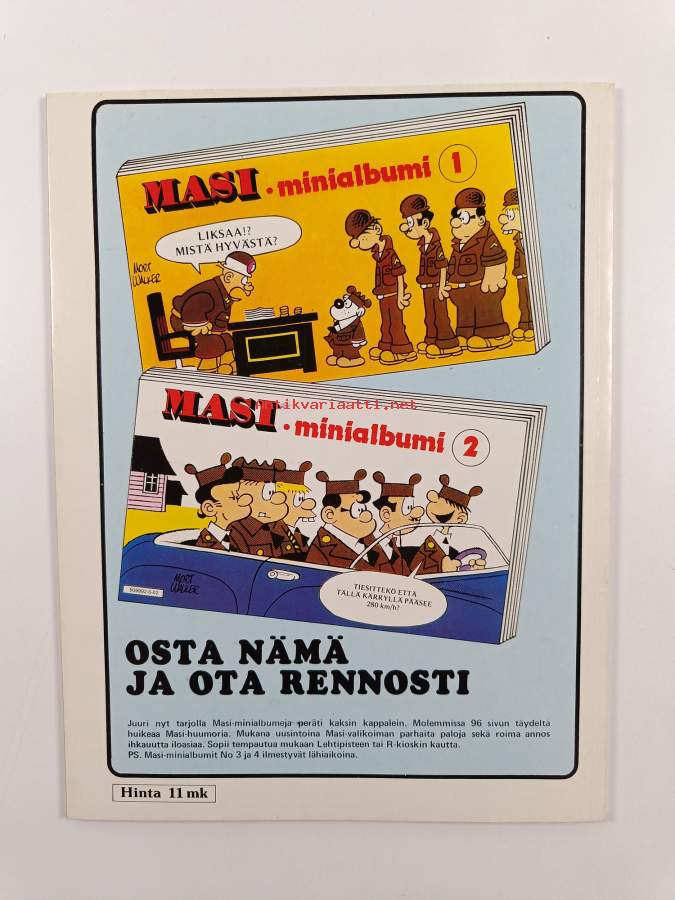 MASI · minialbumi 1
LIKSAA!?
MISTÄ HYVÄSTÄ?
MORT
WALKER
antikvariaatti.net
MASI · minialbumi 2
TIESITTEKÖ ETTÄ
TÄLLÄ KÄRRYLLÄ PÄÄSEE
280 km/h?
MORT
WALKER
OSTA NÄMÄ
JA OTA RENNOSTI
Juuri nyt tarjolla Masi-minialbumeja peräti kaksin kappalein. Molemmissa 96 sivun täydeltä
huikeaa Masi-huumoria. Mukana uusintoina Masi-valikoiman parhaita paloja sekä roima annos
ihkauutta iloasiaa. Sopii tempautua mukaan Lehtipisteen tai R-kioskin kautta.
PS. Masi-minialbumit No 3 ja 4 ilmestyvät lähiaikoina.
Hinta 11 mk